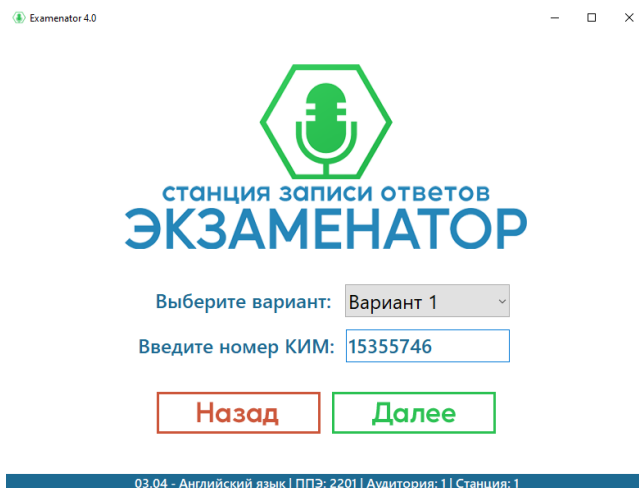 Examenator 4.0
станция записи ответов
ЭКЗАМЕНАТОР
Выберите вариант: Вариант 1
Введите номер КИМ: 15355746
Назад Далее
03.04 - Английский язык | ППЭ: 2201 | Аудитория: 1 | Станция: 1